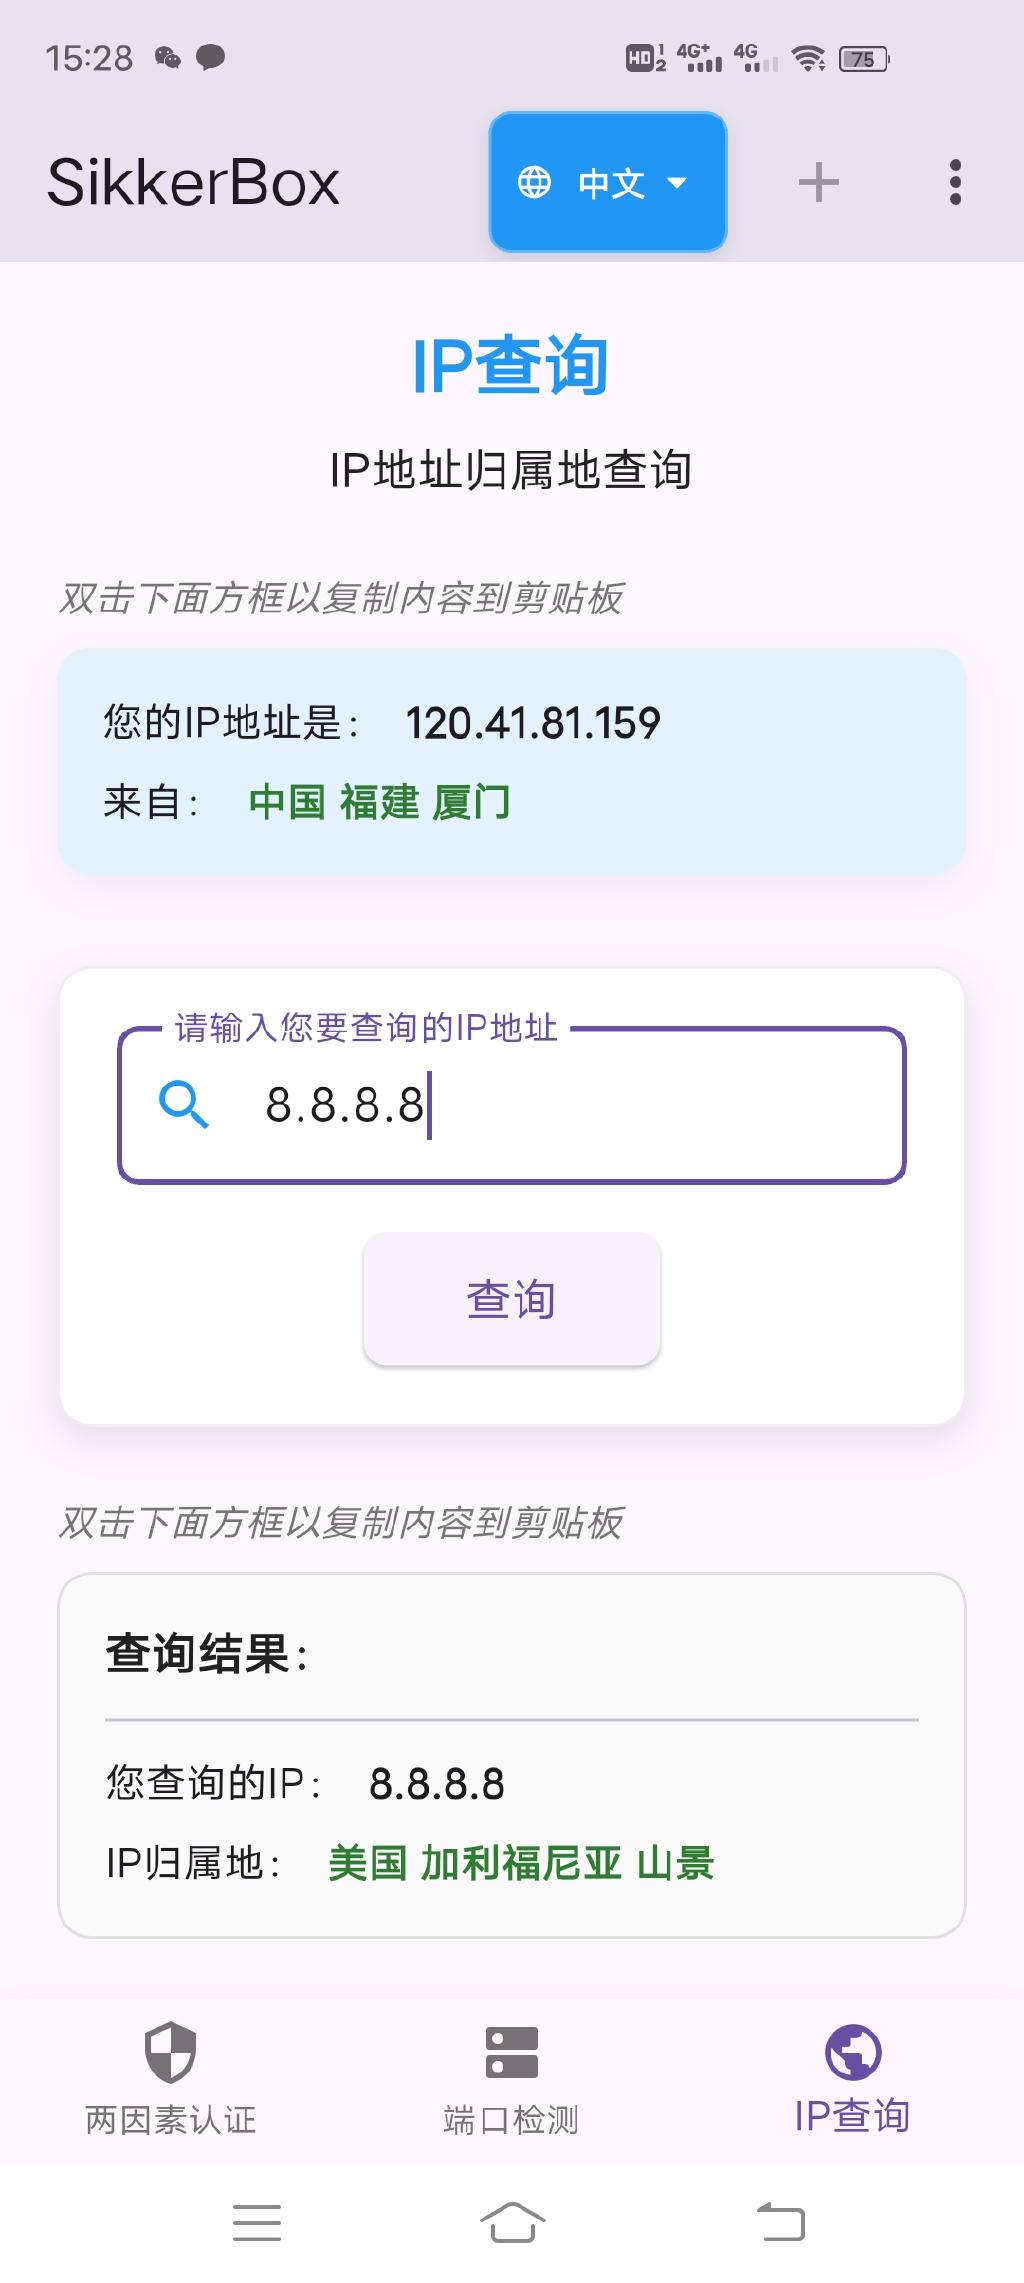 15:28 HD 1 2 4G+ 4G 75
SikkerBox 中文
IP查询
IP地址归属地查询
双击下面方框以复制内容到剪贴板
您的IP地址是： 120.41.81.159
来自： 中国 福建 厦门
请输入您要查询的IP地址
8.8.8.8
查询
双击下面方框以复制内容到剪贴板
查询结果：
您查询的IP： 8.8.8.8
IP归属地： 美国 加利福尼亚 山景
两因素认证 端口检测 IP查询